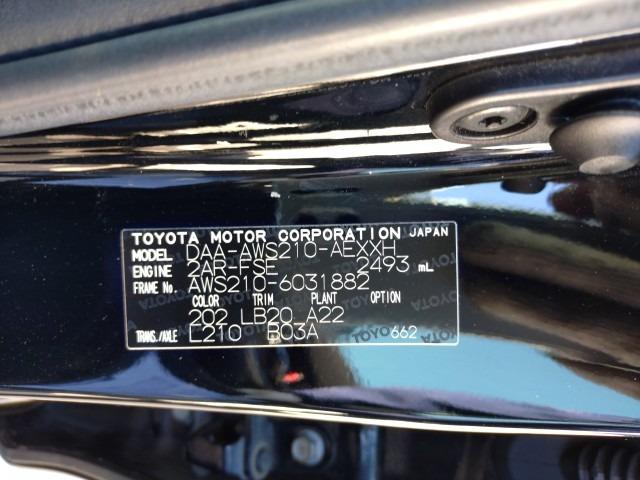 TOYOTA MOTOR CORPORATION JAPAN
MODEL DAA-AWS210-AEXXH
ENGINE 2AR-FSE 2493 mL
FRAME No. AWS210-6031882
COLOR TRIM PLANT OPTION
202 LB20 A22
TRANS./AXLE L210 B03A 662